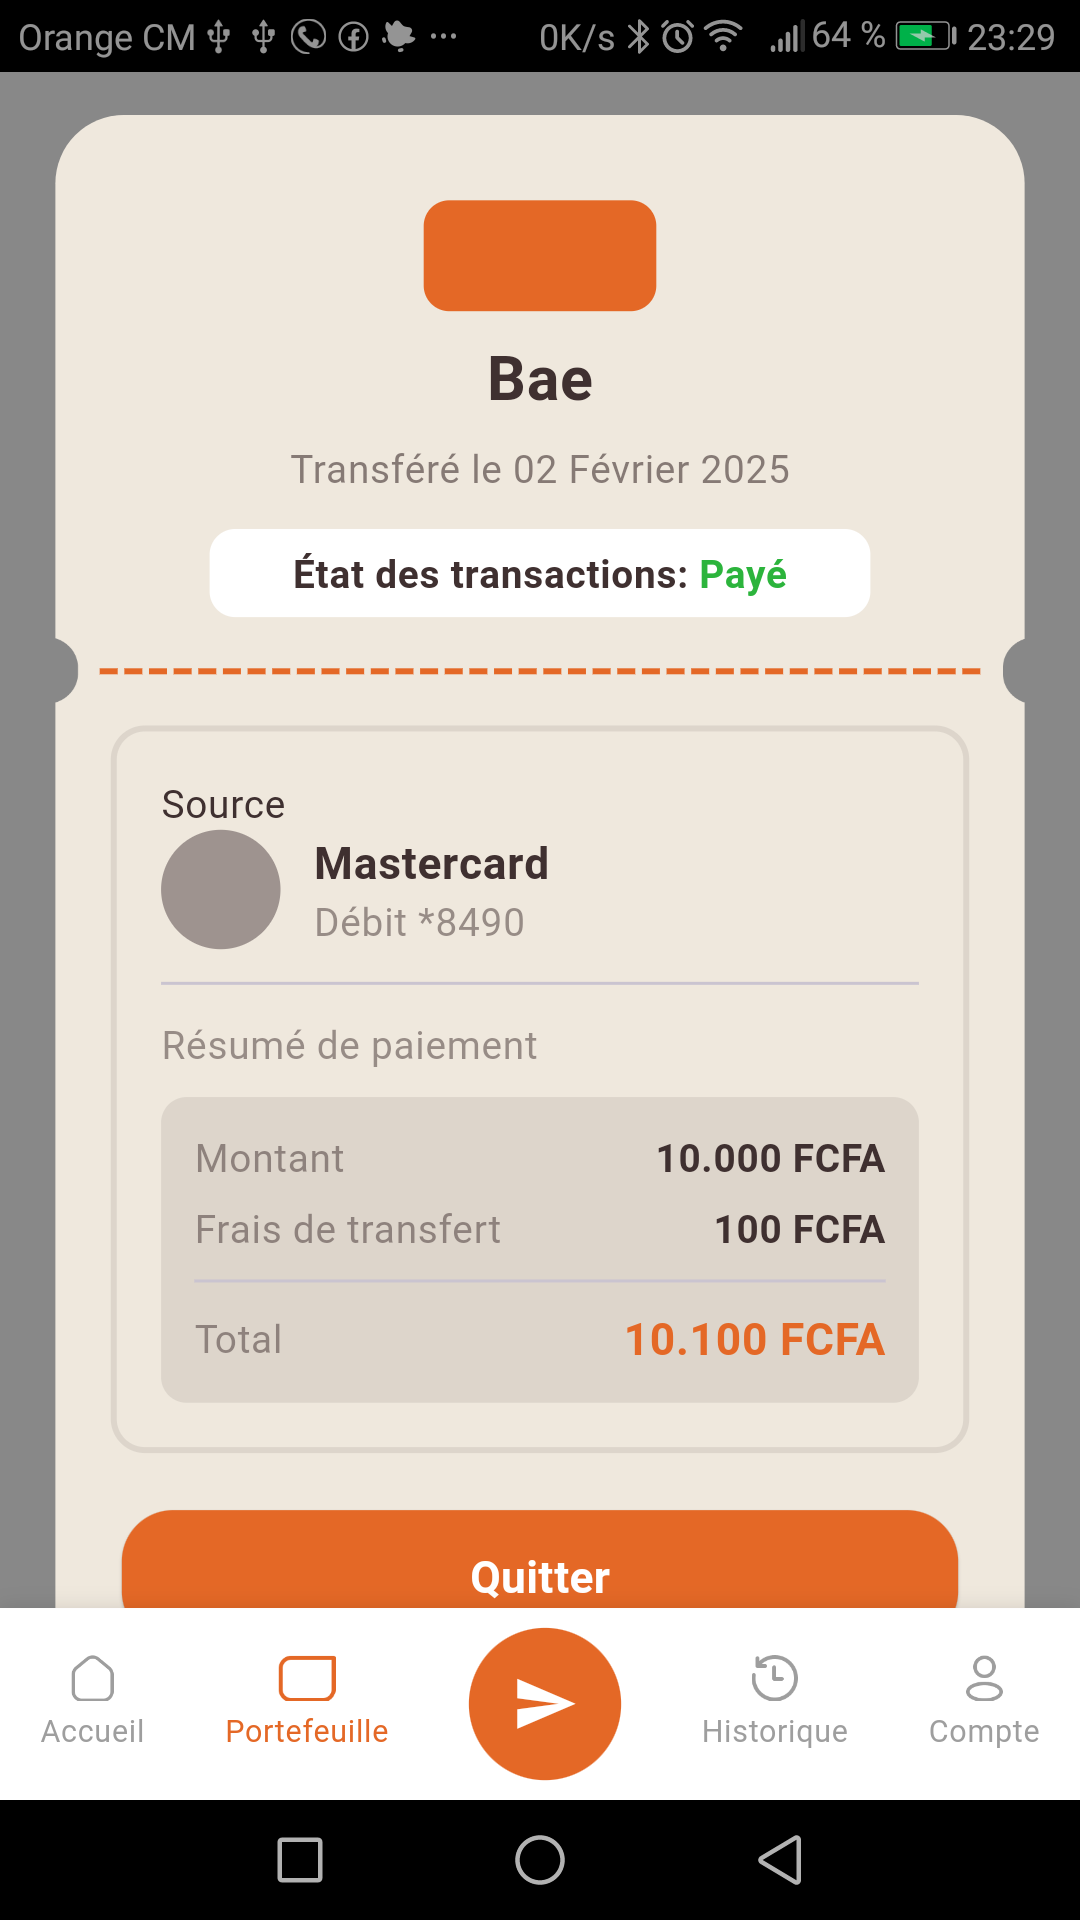 Orange CM 0K/s 64 % 23:29
Bae
Transféré le 02 Février 2025
État des transactions: Payé
Source
Mastercard
Débit *8490
Résumé de paiement
Montant 10.000 FCFA
Frais de transfert 100 FCFA
Total 10.100 FCFA
Quitter
Accueil Portefeuille Historique Compte